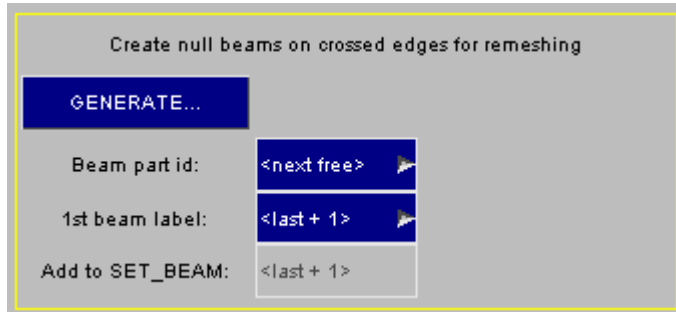 Create null beams on crossed edges for remeshing
GENERATE...
Beam part id: <next free>
1st beam label: <last + 1>
Add to SET_BEAM: <last + 1>